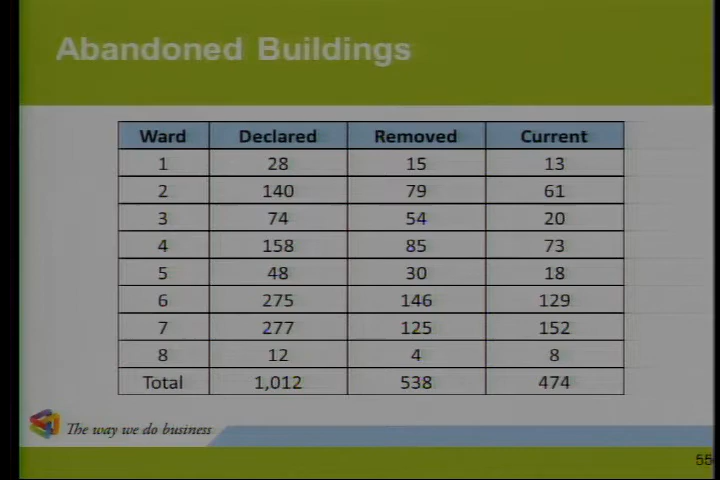 Abandoned Buildings
Ward Declared Removed Current
1 28 15 13
2 140 79 61
3 74 54 20
4 158 85 73
5 48 30 18
6 275 146 129
7 277 125 152
8 12 4 8
Total 1,012 538 474
The way we do business
55